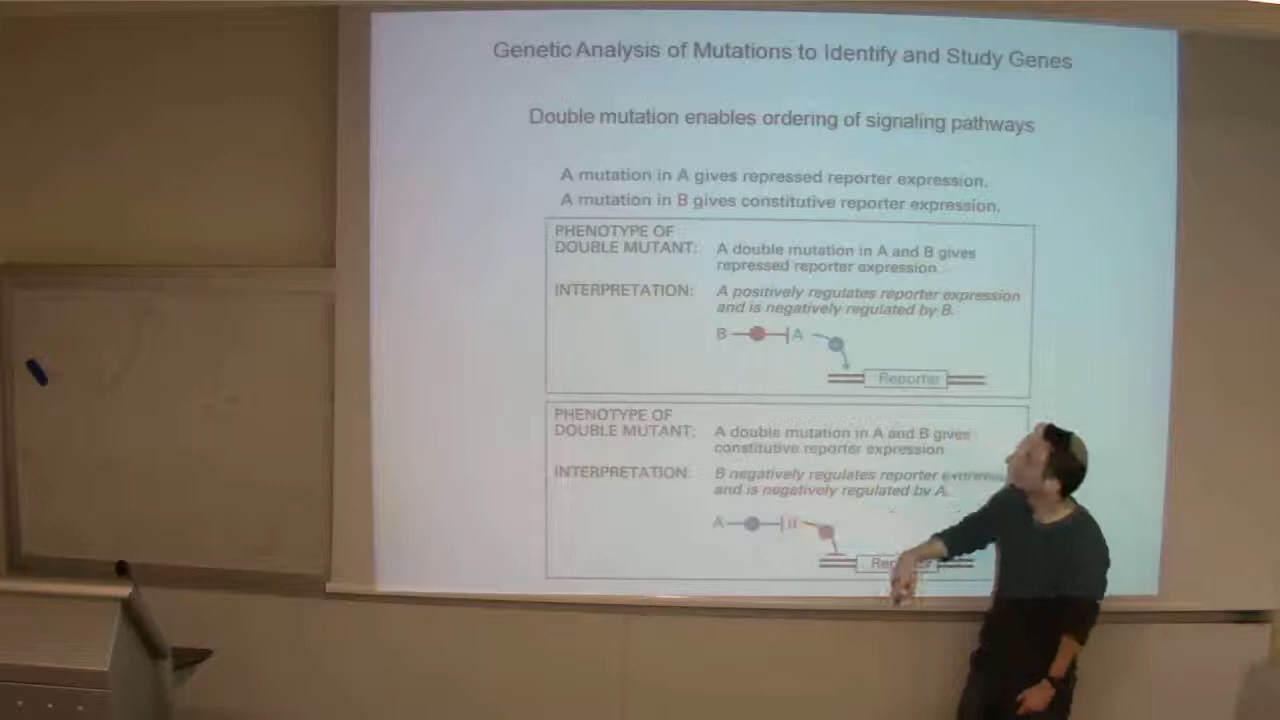 Genetic Analysis of Mutations to Identify and Study Genes
Double mutation enables ordering of signaling pathways
A mutation in A gives repressed reporter expression.
A mutation in B gives constitutive reporter expression.
PHENOTYPE OF
DOUBLE MUTANT: A double mutation in A and B gives
repressed reporter expression
INTERPRETATION: A positively regulates reporter expression
and is negatively regulated by B.
B A
Reporter
PHENOTYPE OF
DOUBLE MUTANT: A double mutation in A and B gives
constitutive reporter expression
INTERPRETATION: B negatively regulates reporter
and is negatively regulated by A.
A B